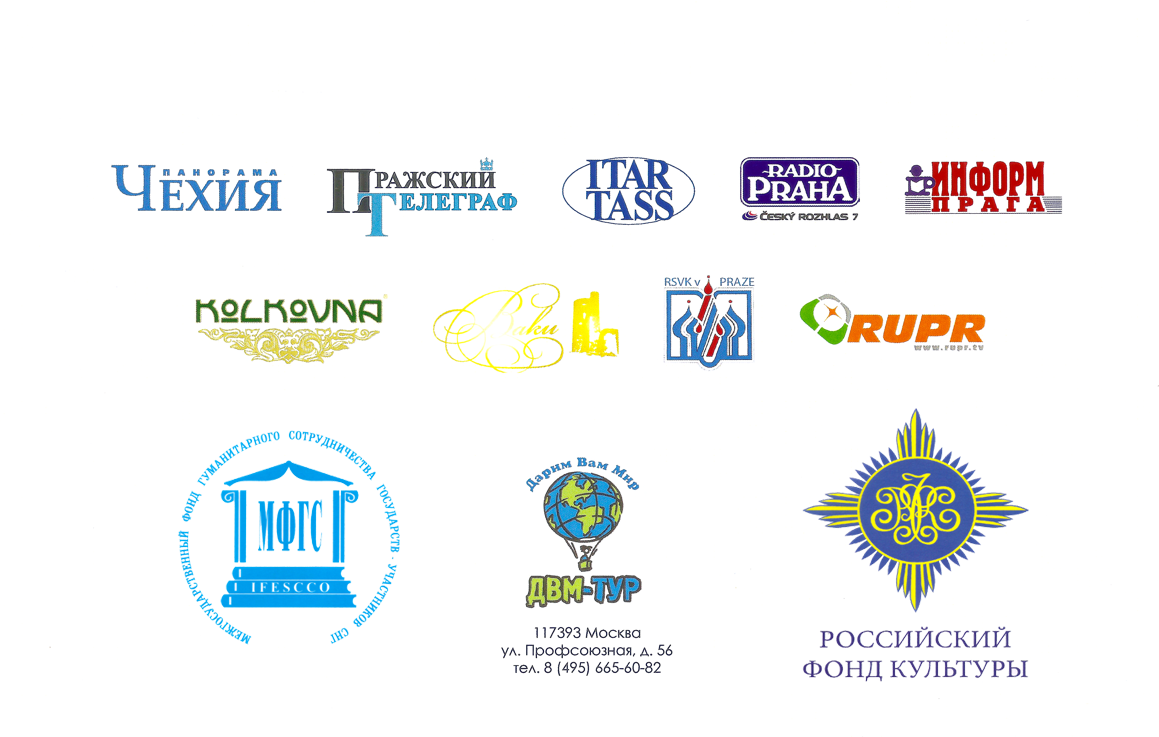 ПАНОРАМА
ЧЕХИЯ
ПРАЖСКИЙ
ТЕЛЕГРАФ
ITAR
TASS
RADIO
PRAHA
ČESKÝ ROZHLAS 7
ИНФОРМ
ПРАГА
KOLKOVNA
RSVK v PRAZE
RUPR
www.rupr.tv
МЕЖГОСУДАРСТВЕННЫЙ ФОНД ГУМАНИТАРНОГО СОТРУДНИЧЕСТВА ГОСУДАРСТВ - УЧАСТНИКОВ СНГ
МФГС
IFESCCO
Дарим Вам Мир
ДВМ-ТУР
117393 Москва
ул. Профсоюзная, д. 56
тел. 8 (495) 665-60-82
РОССИЙСКИЙ
ФОНД КУЛЬТУРЫ